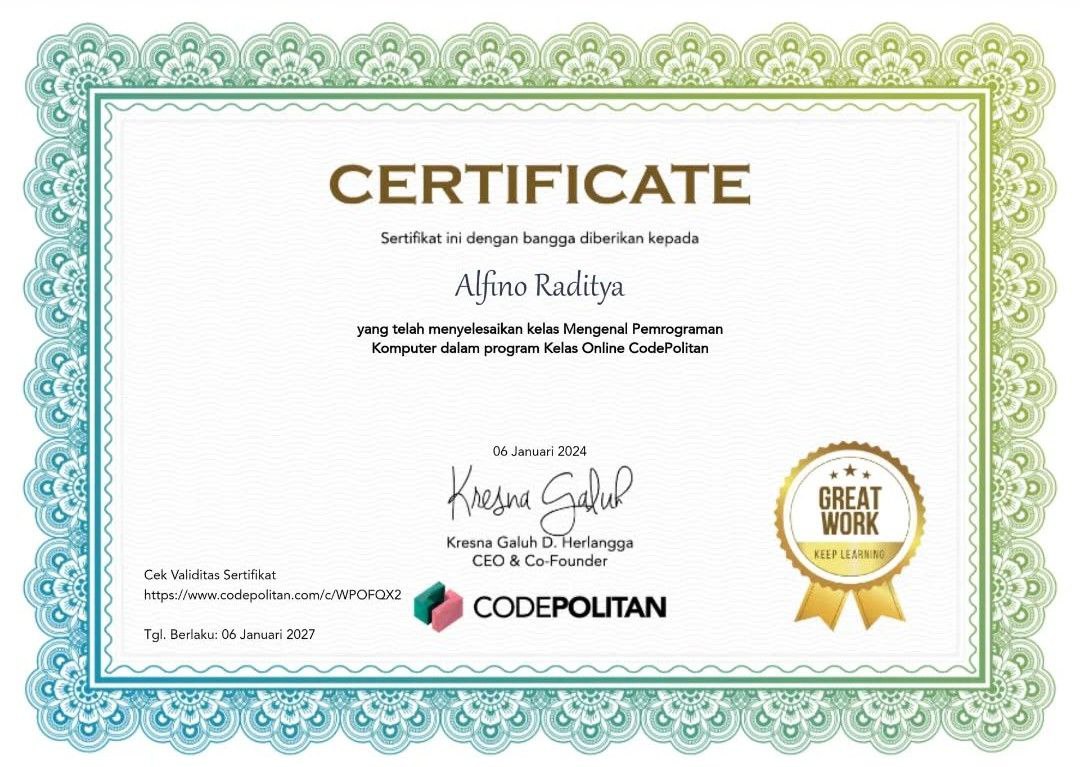 CERTIFICATE
Sertifikat ini dengan bangga diberikan kepada
Alfino Raditya
yang telah menyelesaikan kelas Mengenal Pemrograman
Komputer dalam program Kelas Online CodePolitan
06 Januari 2024
Kresna Galuh
Kresna Galuh D. Herlangga
CEO & Co-Founder
GREAT
WORK
KEEP LEARNING
Cek Validitas Sertifikat
https://www.codepolitan.com/c/WPOFQX2
CODEPOLITAN
Tgl. Berlaku: 06 Januari 2027